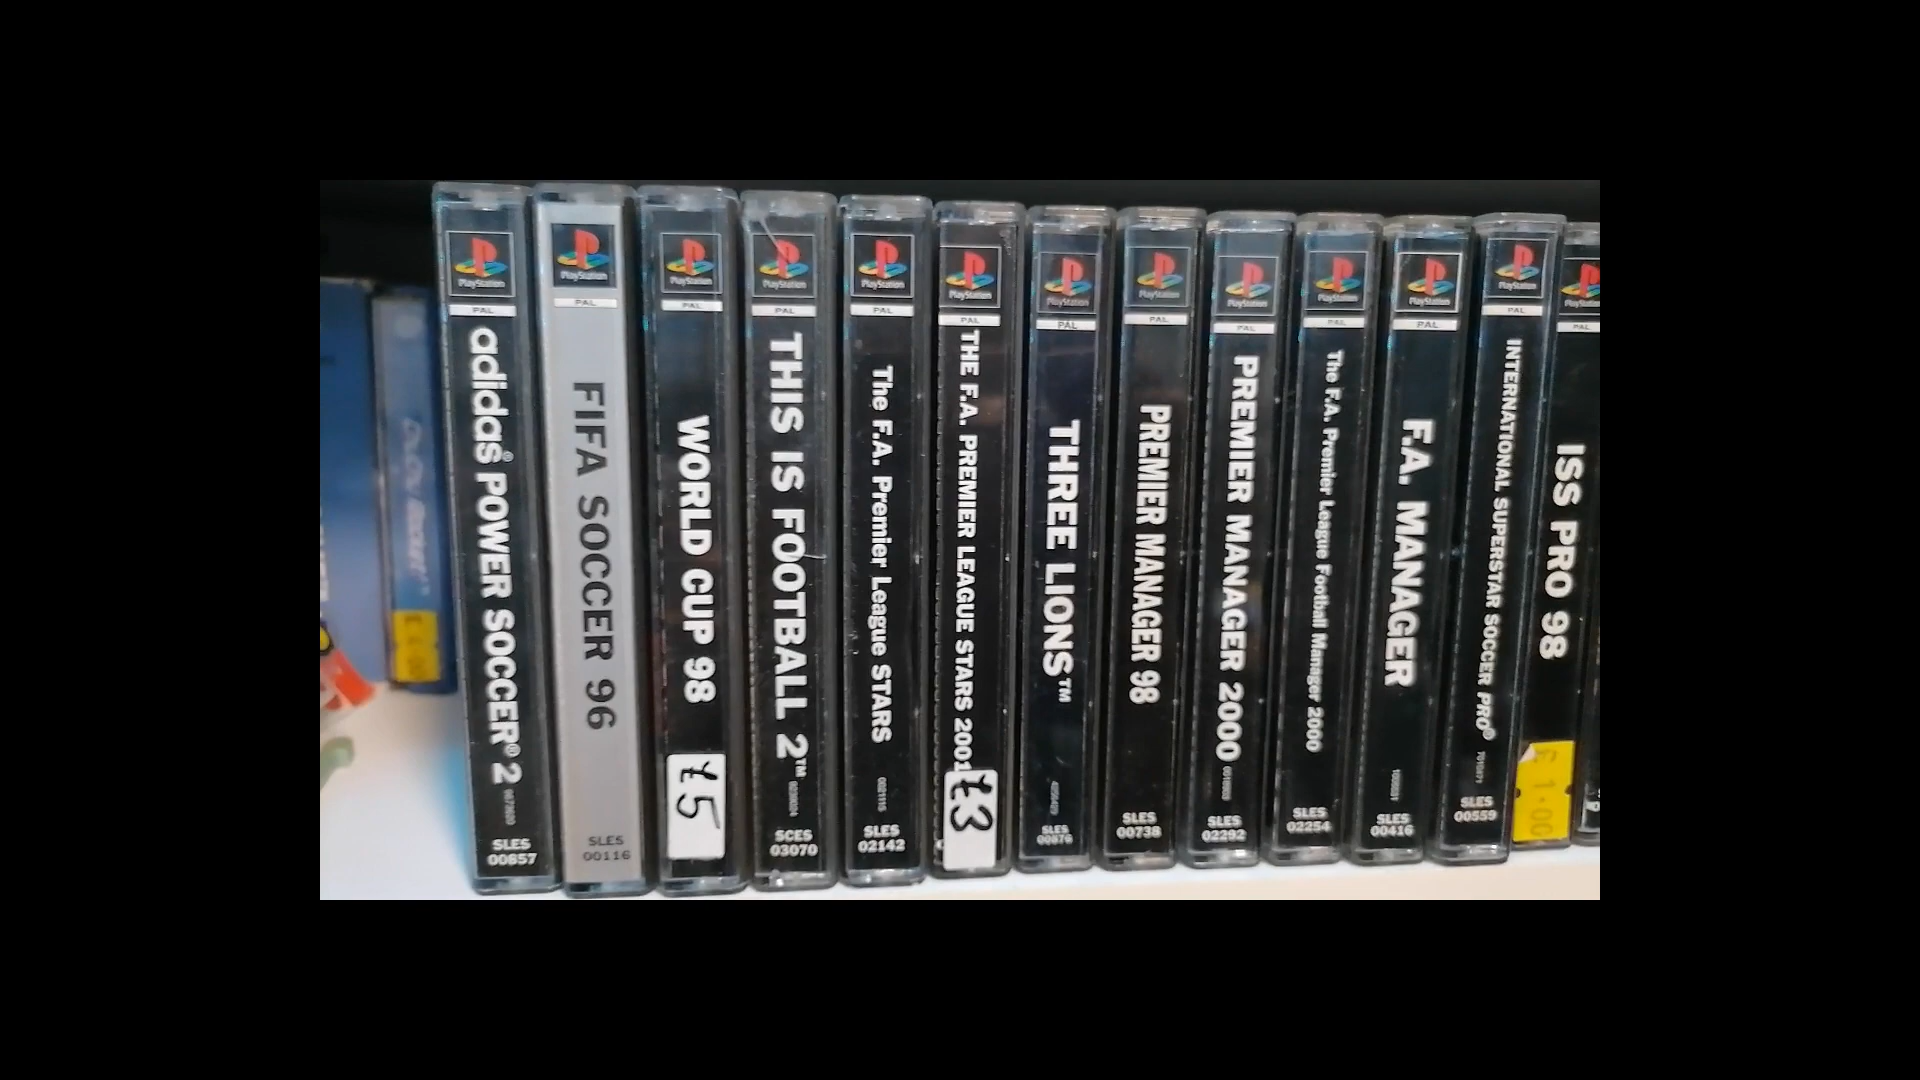 PlayStation
PAL
adidas® POWER SOCCER® 2
SLES
00857
PlayStation
PAL
FIFA SOCCER 96
SLES
00116
PlayStation
PAL
WORLD CUP 98
£5
PlayStation
PAL
THIS IS FOOTBALL 2™
SCES
03070
PlayStation
PAL
The F.A. Premier League STARS
SLES
02142
PlayStation
PAL
THE F.A. PREMIER LEAGUE STARS 2001
£3
PlayStation
PAL
THREE LIONS™
SLES
00876
PlayStation
PAL
PREMIER MANAGER 98
SLES
00738
PlayStation
PAL
PREMIER MANAGER 2000
SLES
02292
PlayStation
PAL
The F.A. Premier League Football Manager 2000
SLES
02254
PlayStation
PAL
F.A. MANAGER
SLES
00416
PlayStation
PAL
INTERNATIONAL SUPERSTAR SOCCER PRO®
SLES
00559
PAL
ISS PRO 98
£1.00